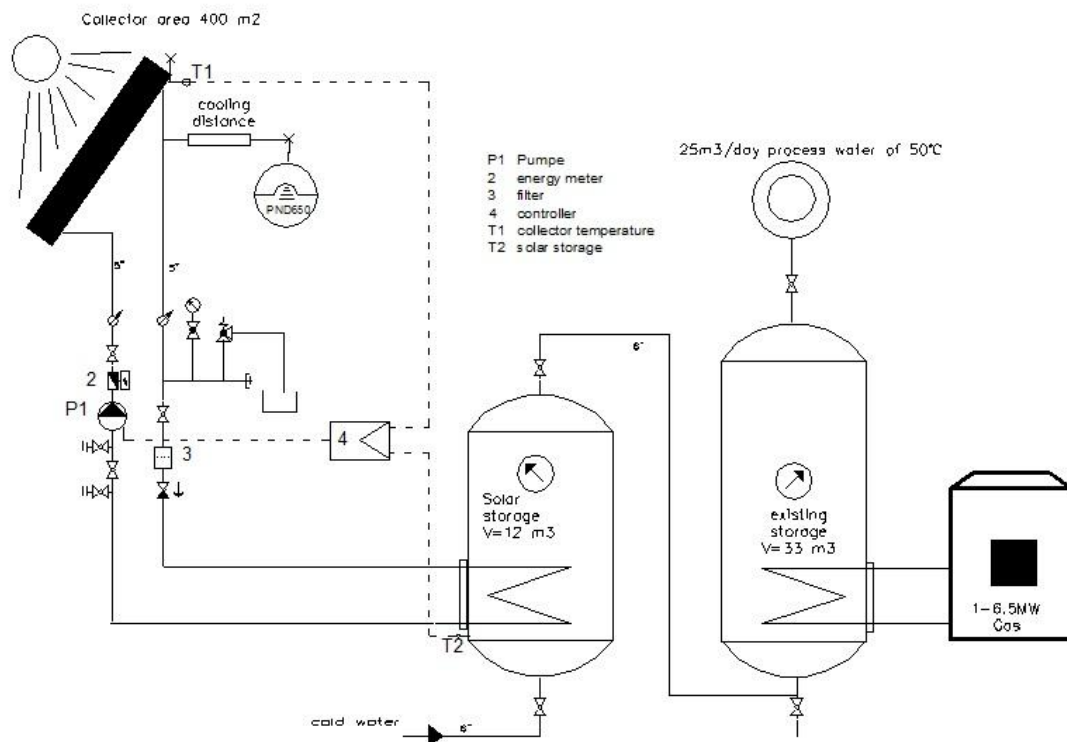 Collector area 400 m2
T1
cooling
distance
PND650
25m3/day process water of 50°C
P1 Pumpe
2 energy meter
3 filter
4 controller
T1 collector temperature
T2 solar storage
2
P1
3
4
6"
Solar
storage
V=12 m3
existing
storage
V=33 m3
1-6,5MW
Gas
T2
cold water
6"